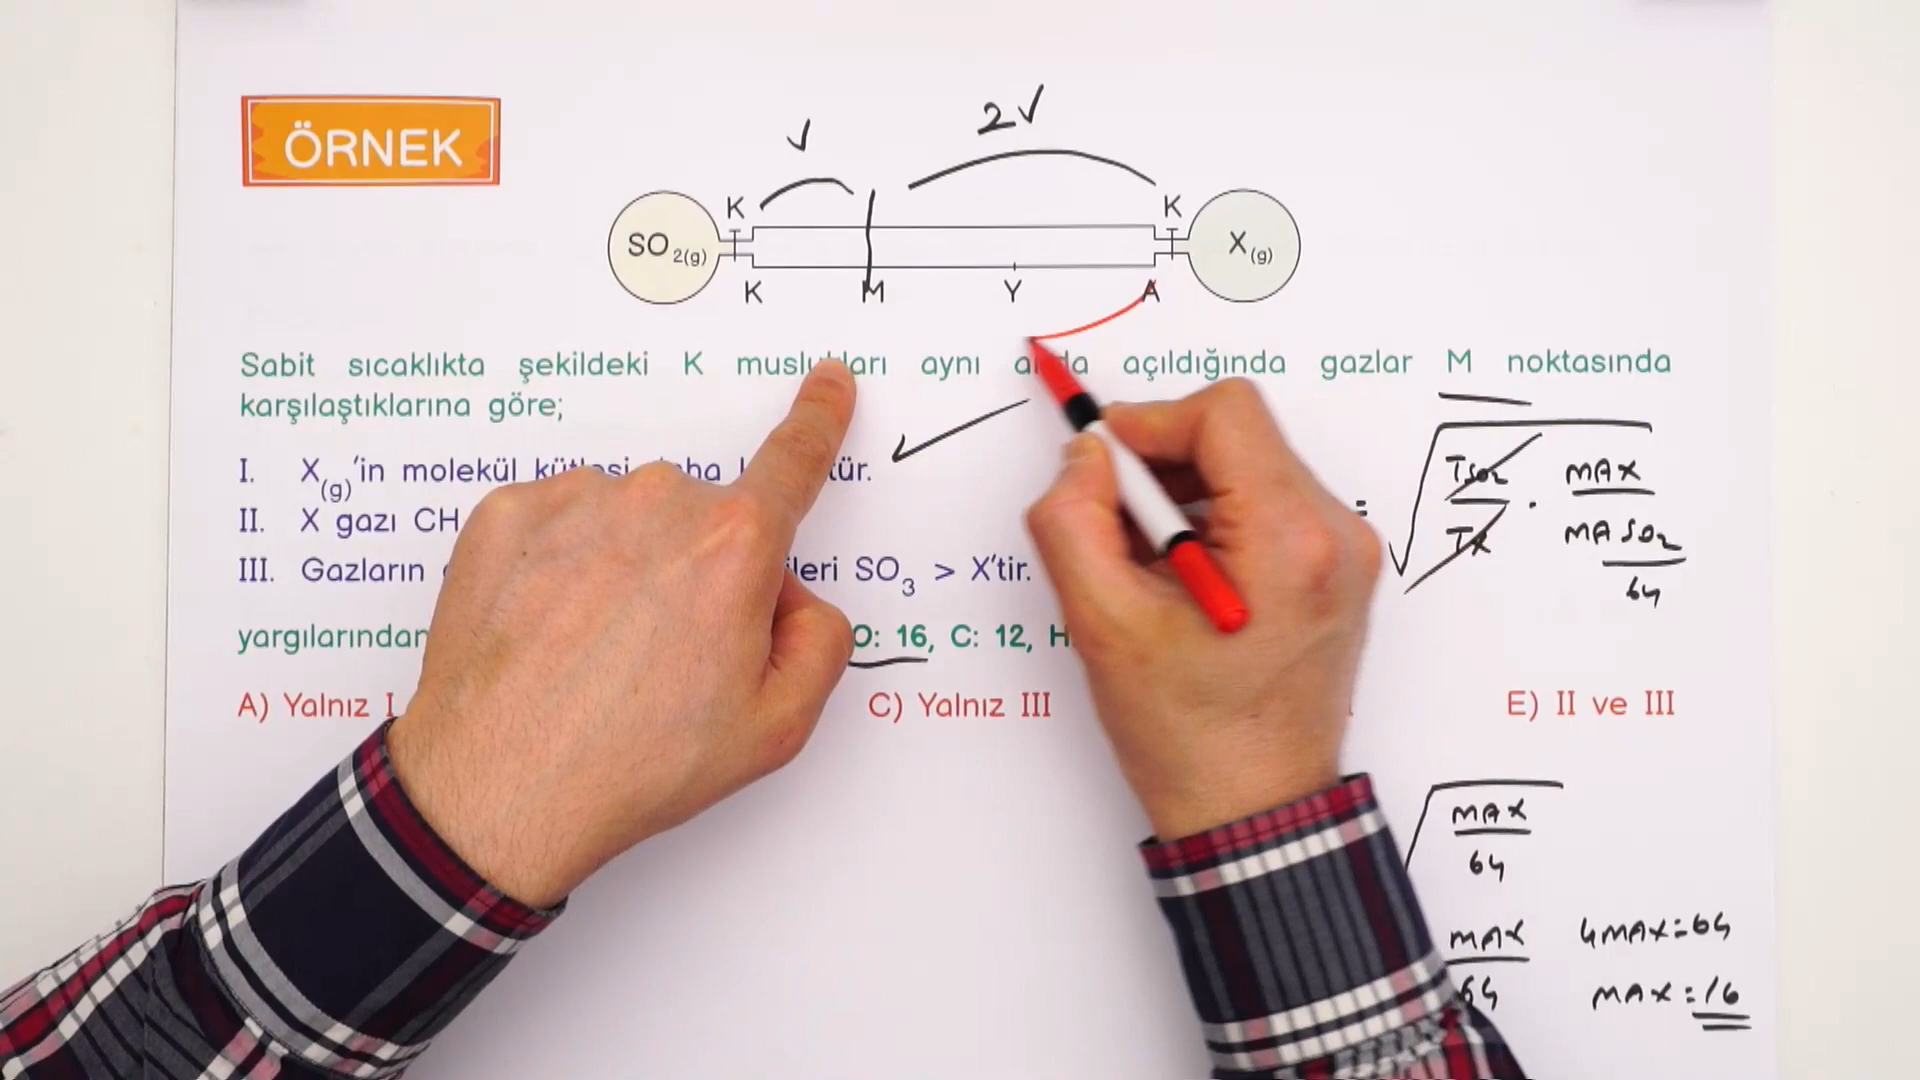 ÖRNEK
V 2V
K K
SO2(g) X(g)
K M Y A
Sabit sıcaklıkta şekildeki K muslukları aynı anda açıldığında gazlar M noktasında
karşılaştıklarına göre;
I. X(g)'in molekül kütlesi daha tür.
II. X gazı CH
III. Gazların leri SO3 > X'tir.
yargılarından O: 16, C: 12, H
A) Yalnız I C) Yalnız III E) II ve III
= √ TSO2 / TX . MAX / MASO2
64
√ MAX / 64
MAX / 64 4MAX=64
MAX=16